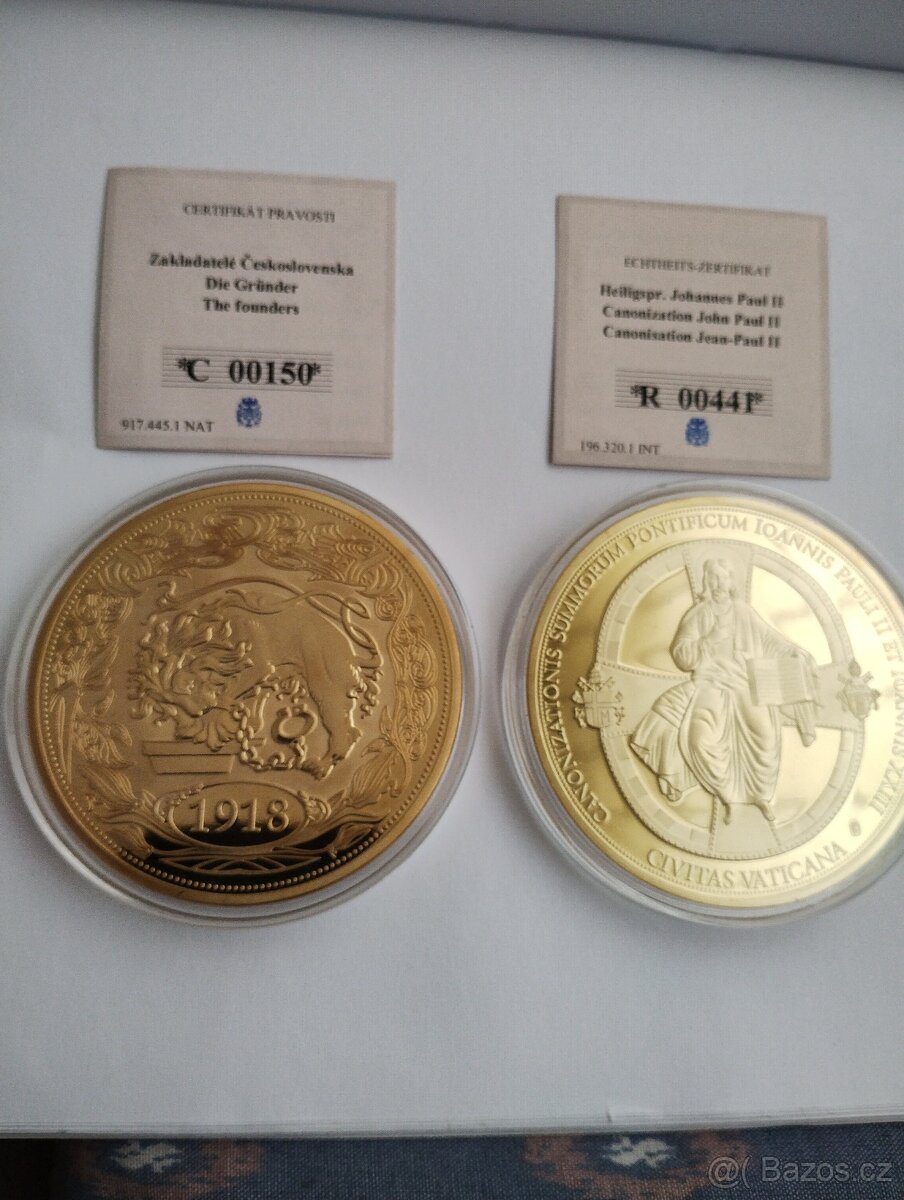 CERTIFIKÁT PRAVOSTI
Zakladatelé Československa
Die Gründer
The founders
*C 00150*
917.445.1 NAT
ECHTHEITS-ZERTIFIKAT
Heiligspr. Johannes Paul II
Canonization John Paul II
Canonisation Jean-Paul II
*R 00441*
196.320.1 INT
1918
CANONIZATIONIS SUMMORUM PONTIFICUM IOANNIS PAULI II ET IOANNIS XXIII
CIVITAS VATICANA
@( Bazos.cz